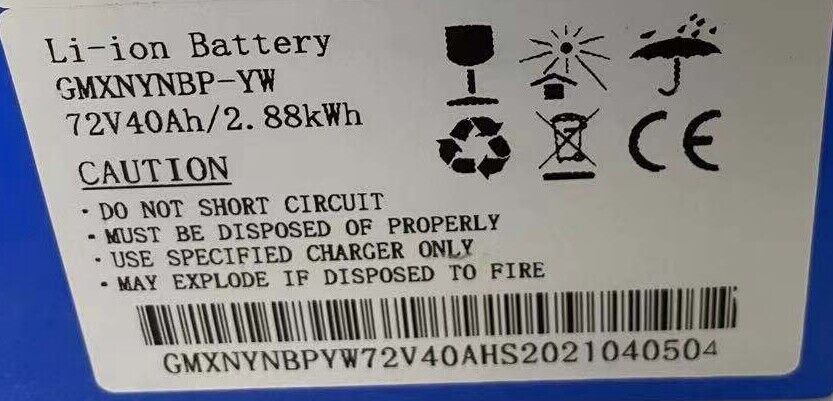 Li-ion Battery
GMXNYNBP-YW
72V40Ah/2.88kWh
CE
CAUTION
· DO NOT SHORT CIRCUIT
· MUST BE DISPOSED OF PROPERLY
· USE SPECIFIED CHARGER ONLY
· MAY EXPLODE IF DISPOSED TO FIRE
GMXNYNBPYW72V40AHS2021040504